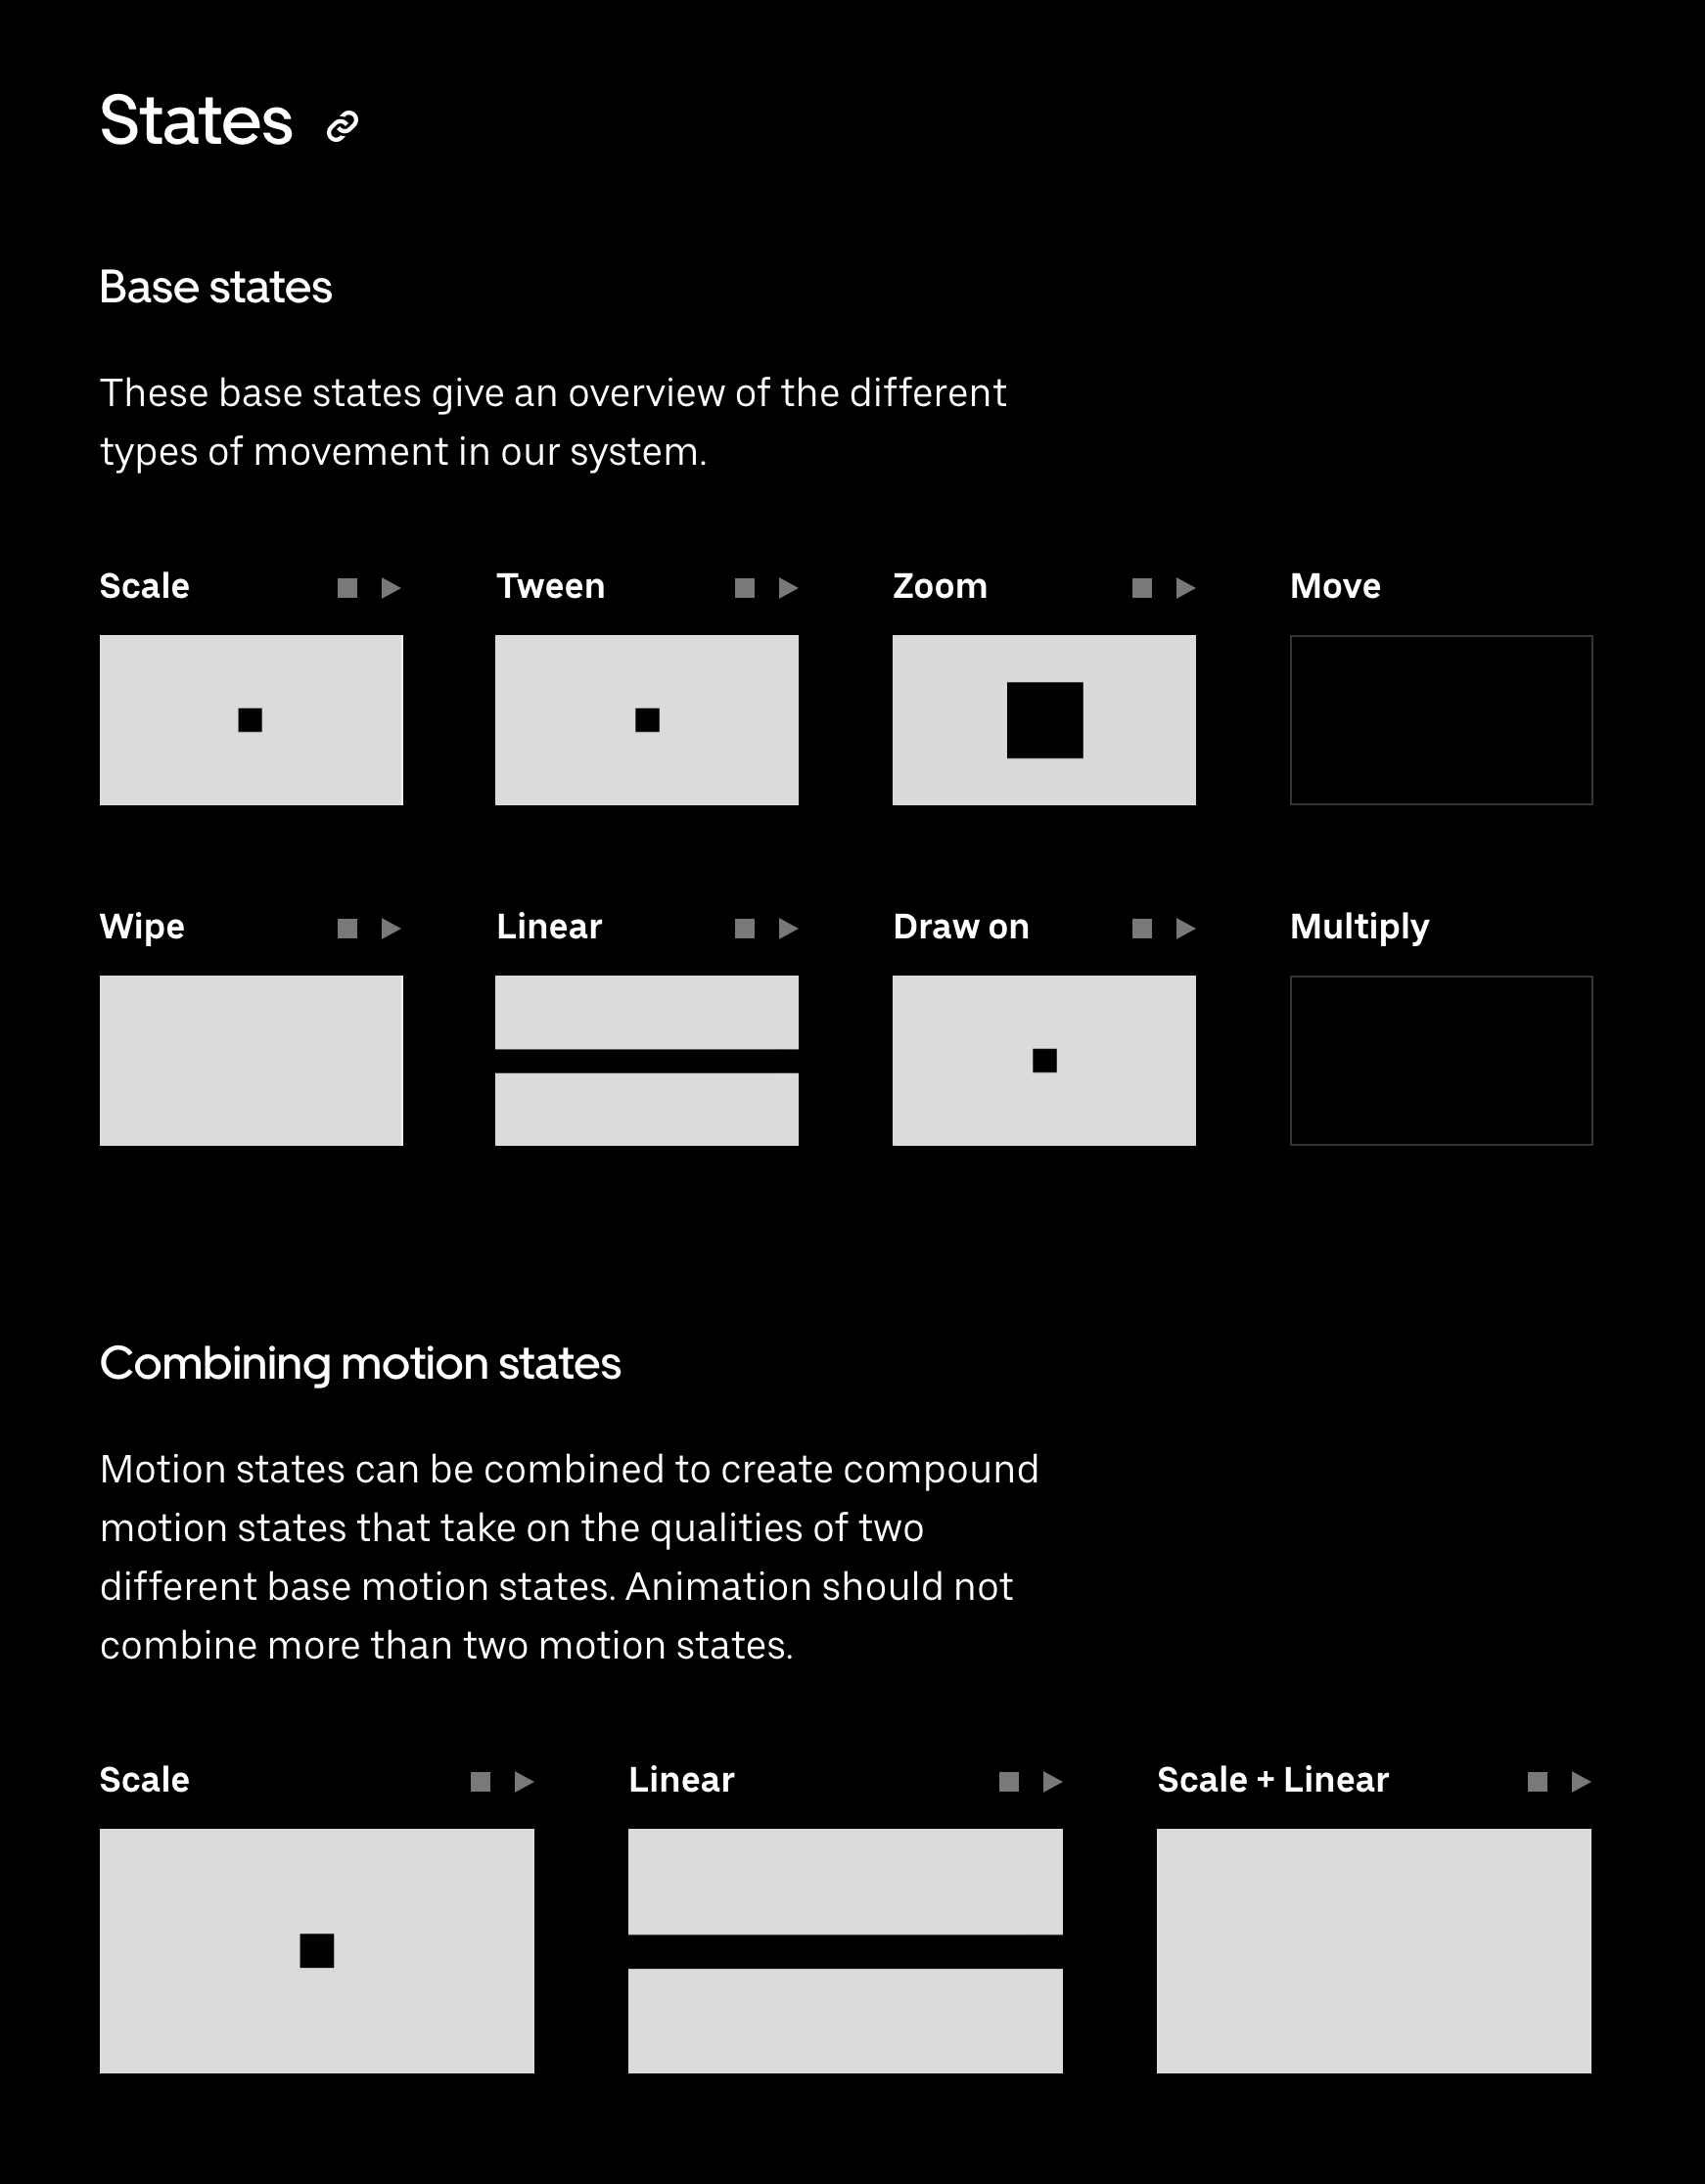 States
Base states
These base states give an overview of the different
types of movement in our system.
Scale
Tween
Zoom
Move
Wipe
Linear
Draw on
Multiply
Combining motion states
Motion states can be combined to create compound
motion states that take on the qualities of two
different base motion states. Animation should not
combine more than two motion states.
Scale
Linear
Scale + Linear